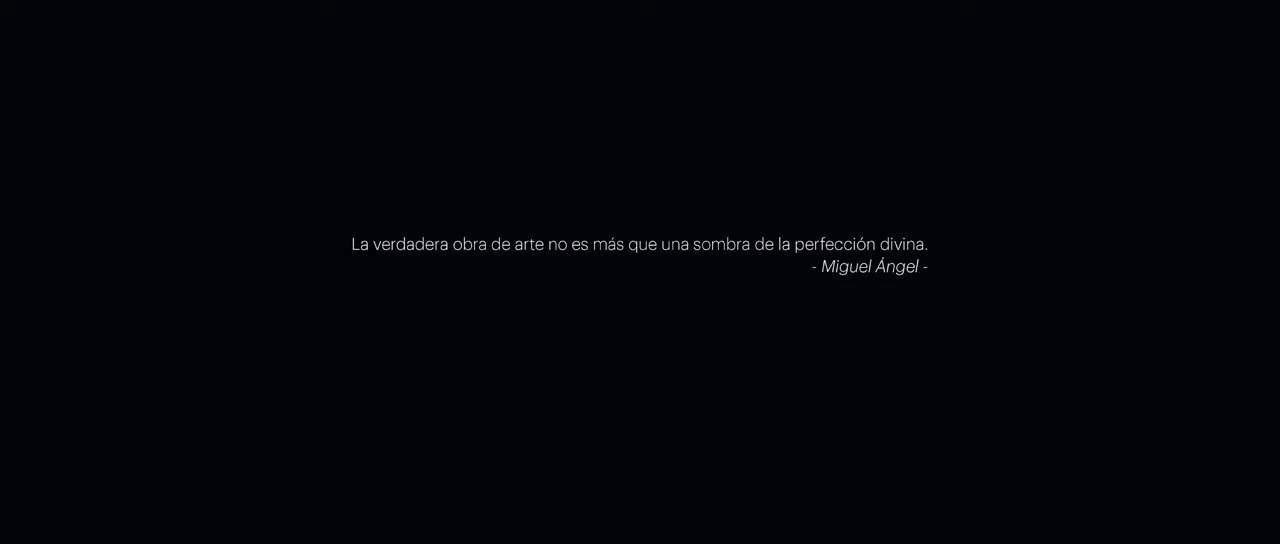 La verdadera obra de arte no es más que una sombra de la perfección divina.
- Miguel Ángel -